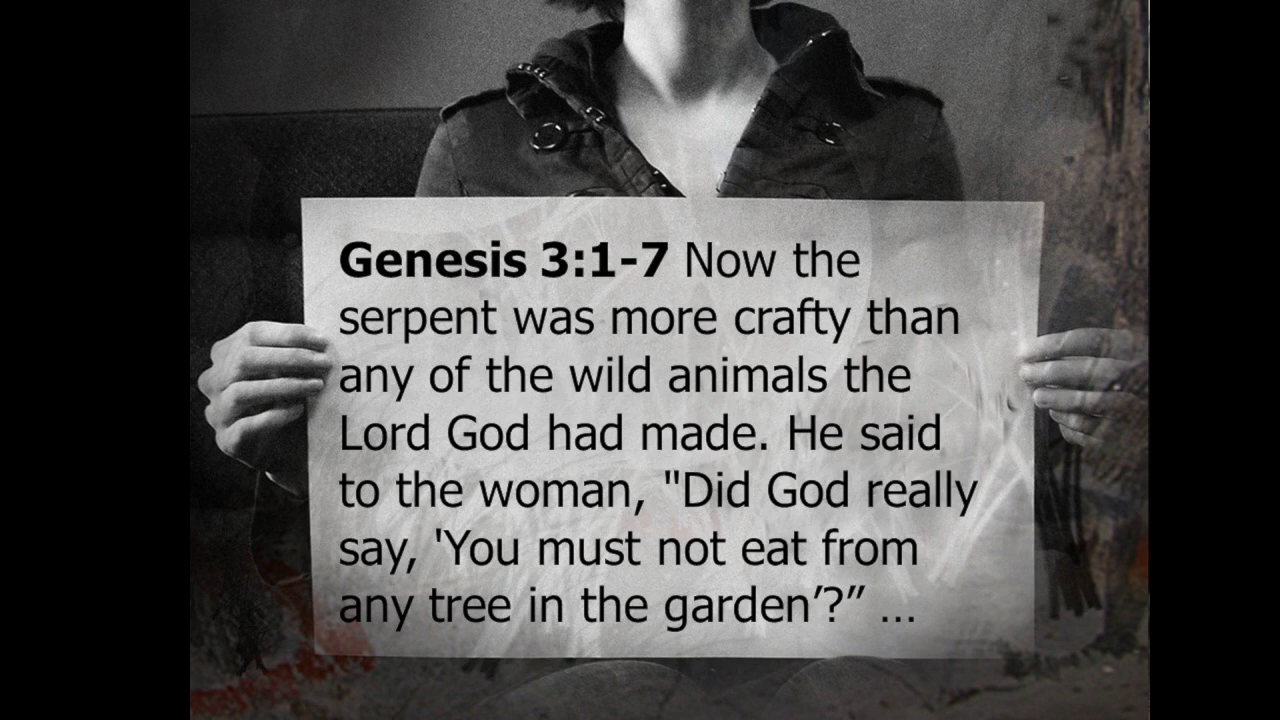 Genesis 3:1-7 Now the
serpent was more crafty than
any of the wild animals the
Lord God had made. He said
to the woman, "Did God really
say, 'You must not eat from
any tree in the garden’?” …